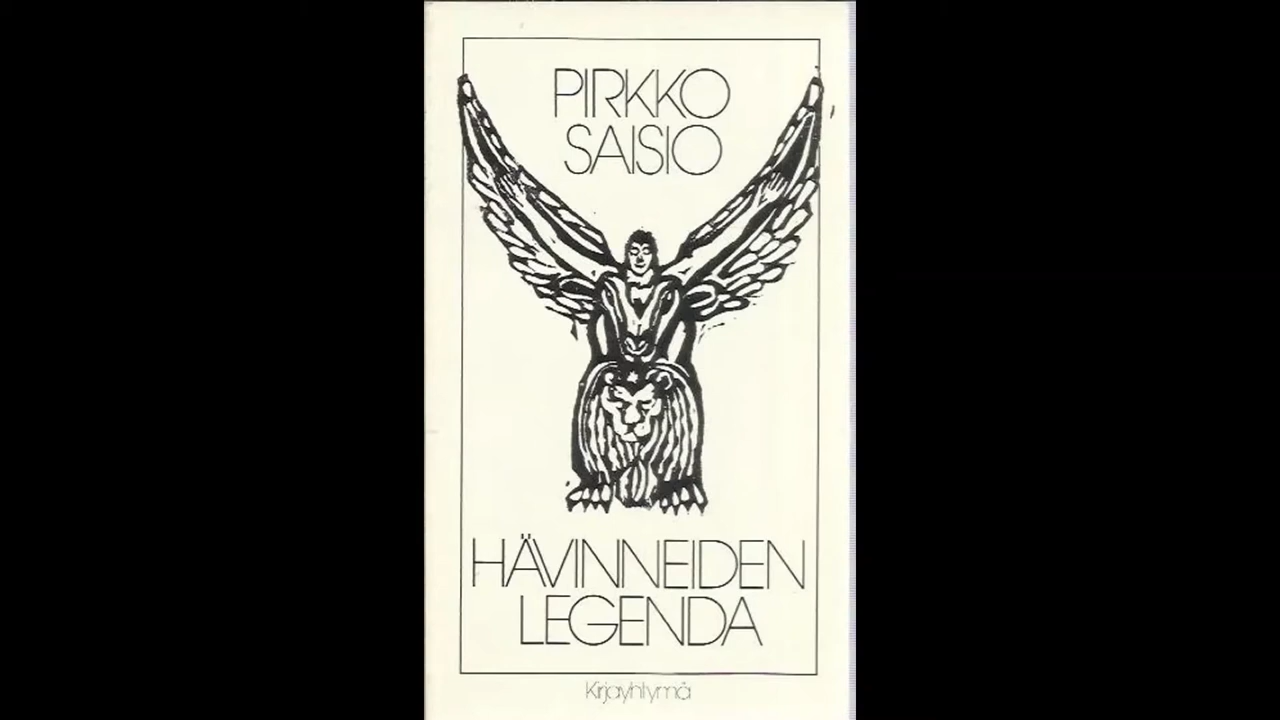 PIRKKO
SAISIO
HÄVINNEIDEN
LEGENDA
Kirjayhtymä